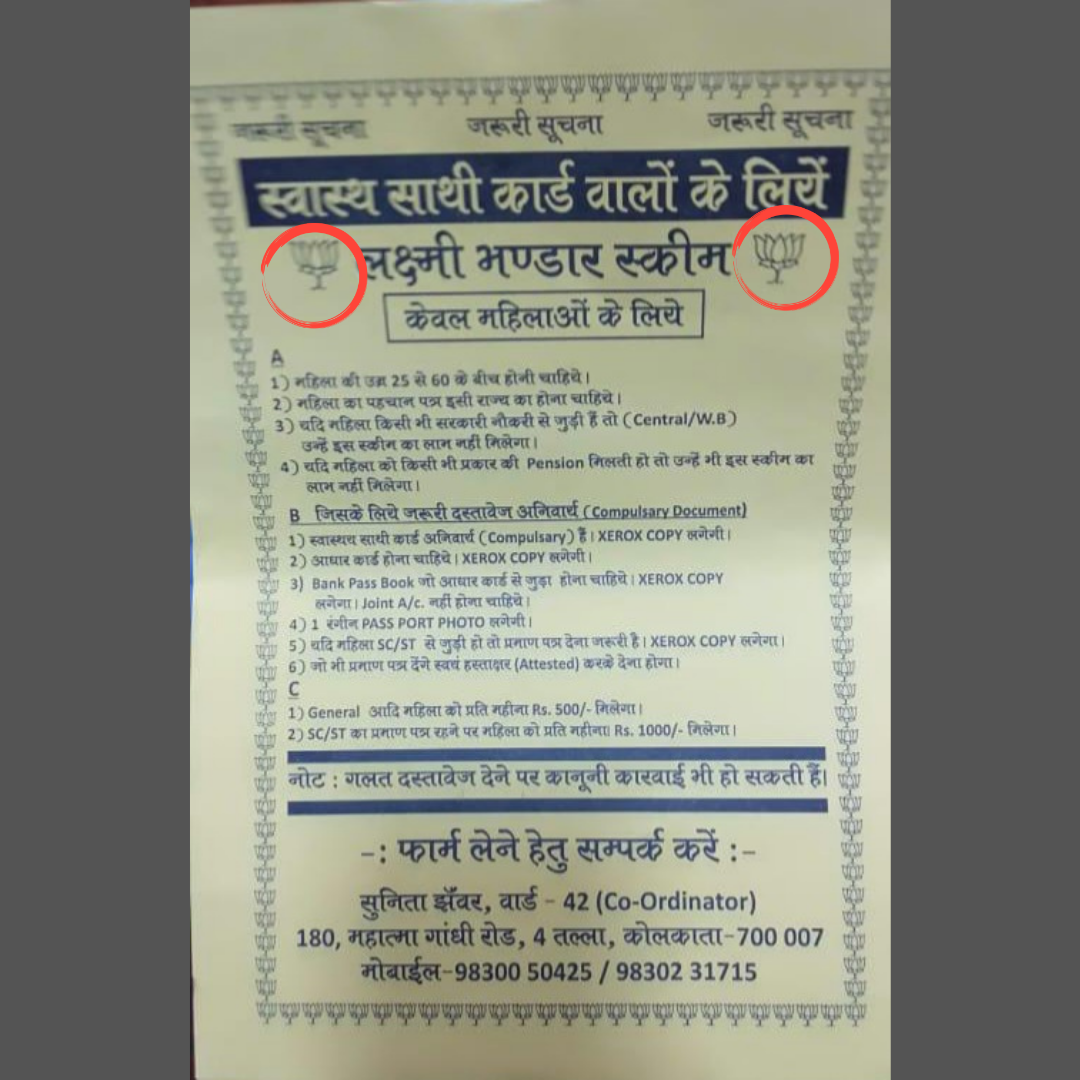 जरूरी सूचना जरूरी सूचना जरूरी सूचना
स्वास्थ साथी कार्ड वालों के लियें
लक्ष्मी भण्डार स्कीम
केवल महिलाओं के लिये
A
1) महिला की उम्र 25 से 60 के बीच होनी चाहिये।
2) महिला का पहचान पत्र इसी राज्य का होना चाहिये।
3) यदि महिला किसी भी सरकारी नौकरी से जुड़ी हैं तो (Central/W.B)
उन्हें इस स्कीम का लाभ नहीं मिलेगा।
4) यदि महिला को किसी भी प्रकार की Pension मिलती हो तो उन्हें भी इस स्कीम का
लाभ नहीं मिलेगा।
B जिसके लिये जरूरी दस्तावेज अनिवार्य (Compulsary Document)
1) स्वास्थय साथी कार्ड अनिवार्य (Compulsary) हैं। XEROX COPY लगेगी।
2) आधार कार्ड होना चाहिये। XEROX COPY लगेगी।
3) Bank Pass Book जो आधार कार्ड से जुड़ा होना चाहिये। XEROX COPY
लगेगा। Joint A/c. नहीं होना चाहिये।
4) 1 रंगीन PASS PORT PHOTO लगेगी।
5) यदि महिला SC/ST से जुड़ी हो तो प्रमाण पत्र देना जरूरी है। XEROX COPY लगेगा।
6) जो भी प्रमाण पत्र देंगे स्वयं हस्ताक्षर (Attested) करके देना होगा।
C
1) General आदि महिला को प्रति महीना Rs. 500/- मिलेगा।
2) SC/ST का प्रमाण पत्र रहने पर महिला को प्रति महीना Rs. 1000/- मिलेगा।
नोट : गलत दस्तावेज देने पर कानूनी कारवाई भी हो सकती हैं।
-: फार्म लेने हेतु सम्पर्क करें :-
सुनिता झँवर, वार्ड - 42 (Co-Ordinator)
180, महात्मा गांधी रोड, 4 तल्ला, कोलकाता-700 007
मोबाईल-98300 50425 / 98302 31715